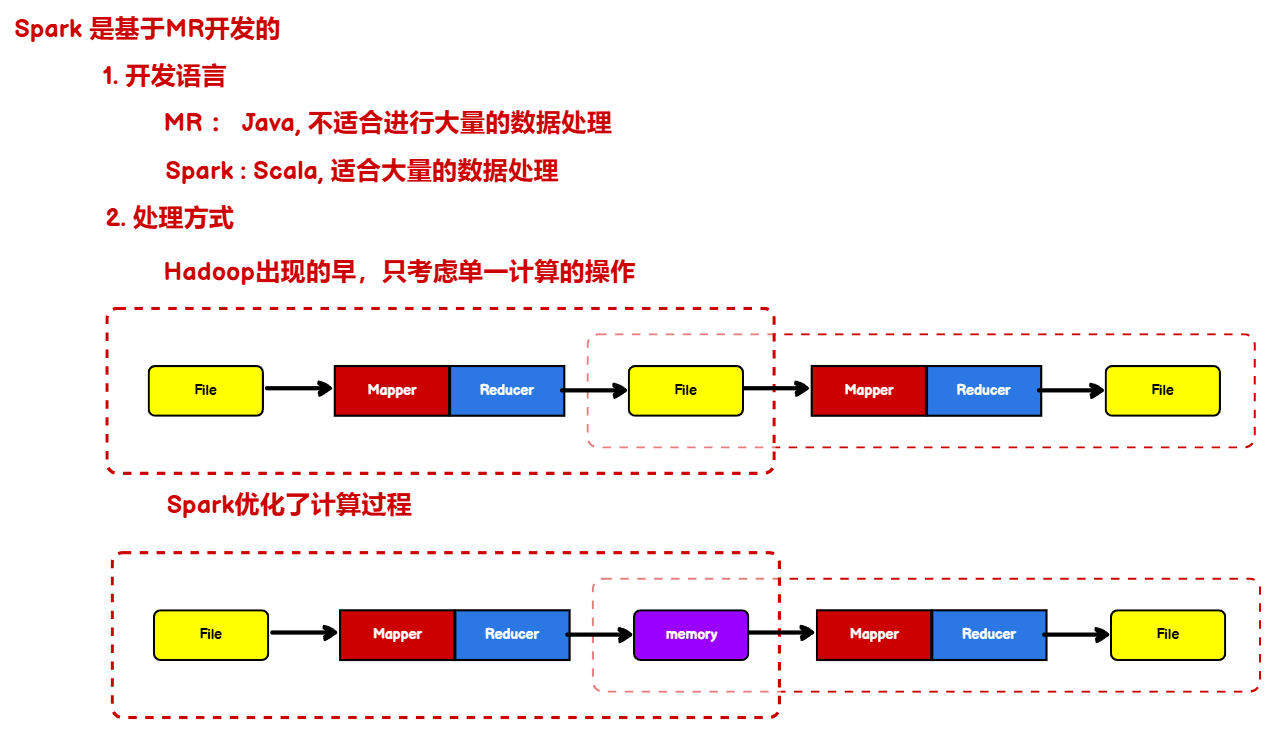 Spark 是基于MR开发的
1. 开发语言
MR： Java, 不适合进行大量的数据处理
Spark : Scala, 适合大量的数据处理
2. 处理方式
Hadoop出现的早，只考虑单一计算的操作
File Mapper Reducer File Mapper Reducer File
Spark优化了计算过程
File Mapper Reducer memory Mapper Reducer File